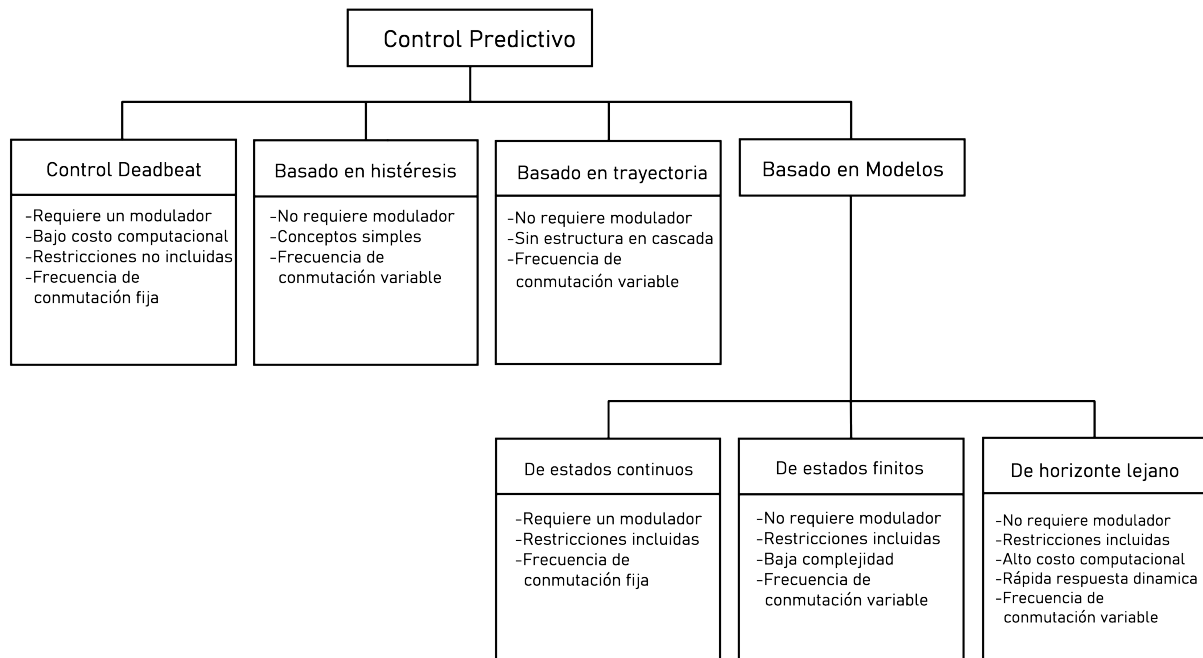 Control Predictivo
Control Deadbeat
-Requiere un modulador
-Bajo costo computacional
-Restricciones no incluidas
-Frecuencia de
conmutación fija
Basado en histéresis
-No requiere modulador
-Conceptos simples
-Frecuencia de
conmutación variable
Basado en trayectoria
-No requiere modulador
-Sin estructura en cascada
-Frecuencia de
conmutación variable
Basado en Modelos
De estados continuos
-Requiere un modulador
-Restricciones incluidas
-Frecuencia de
conmutación fija
De estados finitos
-No requiere modulador
-Restricciones incluidas
-Baja complejidad
-Frecuencia de
conmutación variable
De horizonte lejano
-No requiere modulador
-Restricciones incluidas
-Alto costo computacional
-Rápida respuesta dinamica
-Frecuencia de
conmutación variable